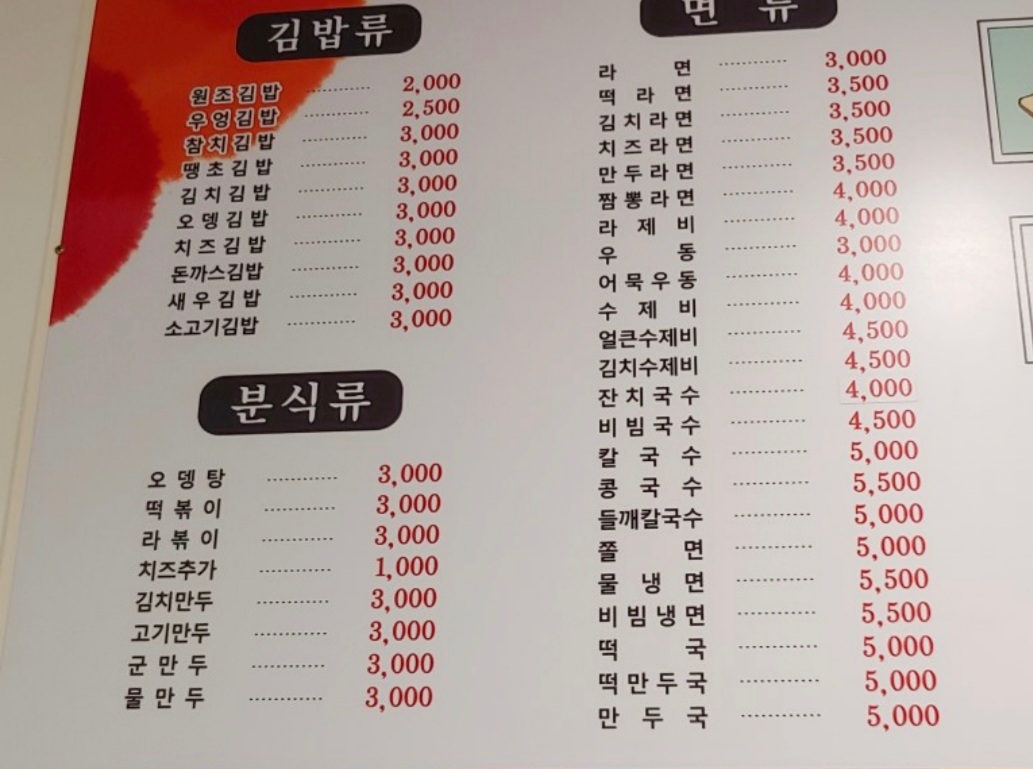 김밥류
원조김밥 ············ 2,000
우엉김밥 ············ 2,500
참치김밥 ············ 3,000
땡초김밥 ············ 3,000
김치김밥 ············ 3,000
오뎅김밥 ············ 3,000
치즈김밥 ············ 3,000
돈까스김밥 ············ 3,000
새우김밥 ············ 3,000
소고기김밥 ············ 3,000
분식류
오뎅탕 ············ 3,000
떡볶이 ············ 3,000
라볶이 ············ 3,000
치즈추가 ············ 1,000
김치만두 ············ 3,000
고기만두 ············ 3,000
군만두 ············ 3,000
물만두 ············ 3,000
면류
라면 ············ 3,000
떡라면 ············ 3,500
김치라면 ············ 3,500
치즈라면 ············ 3,500
만두라면 ············ 3,500
짬뽕라면 ············ 4,000
라제비 ············ 4,000
우동 ············ 3,000
어묵우동 ············ 4,000
수제비 ············ 4,000
얼큰수제비 ············ 4,500
김치수제비 ············ 4,500
잔치국수 ············ 4,000
비빔국수 ············ 4,500
칼국수 ············ 5,000
콩국수 ············ 5,500
들깨칼국수 ············ 5,000
쫄면 ············ 5,000
물냉면 ············ 5,500
비빔냉면 ············ 5,500
떡국 ············ 5,000
떡만두국 ············ 5,000
만두국 ············ 5,000